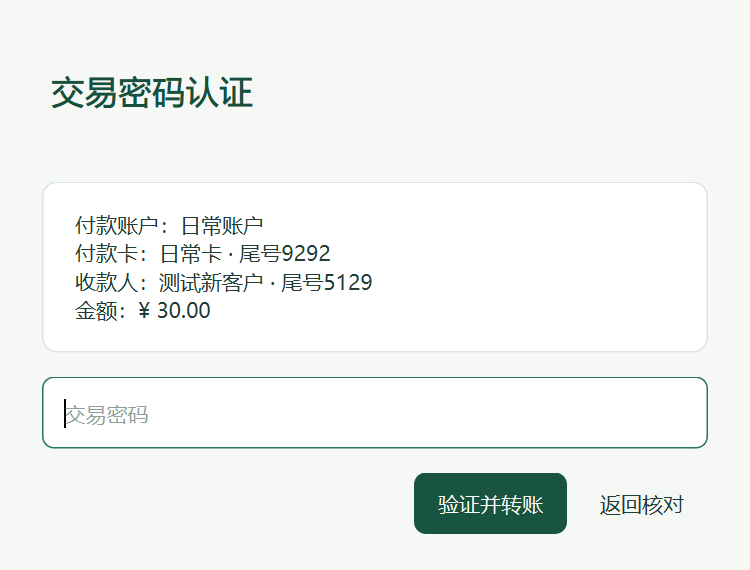 交易密码认证
付款账户：日常账户
付款卡：日常卡 · 尾号9292
收款人：测试新客户 · 尾号5129
金额：¥ 30.00
交易密码
验证并转账 返回核对